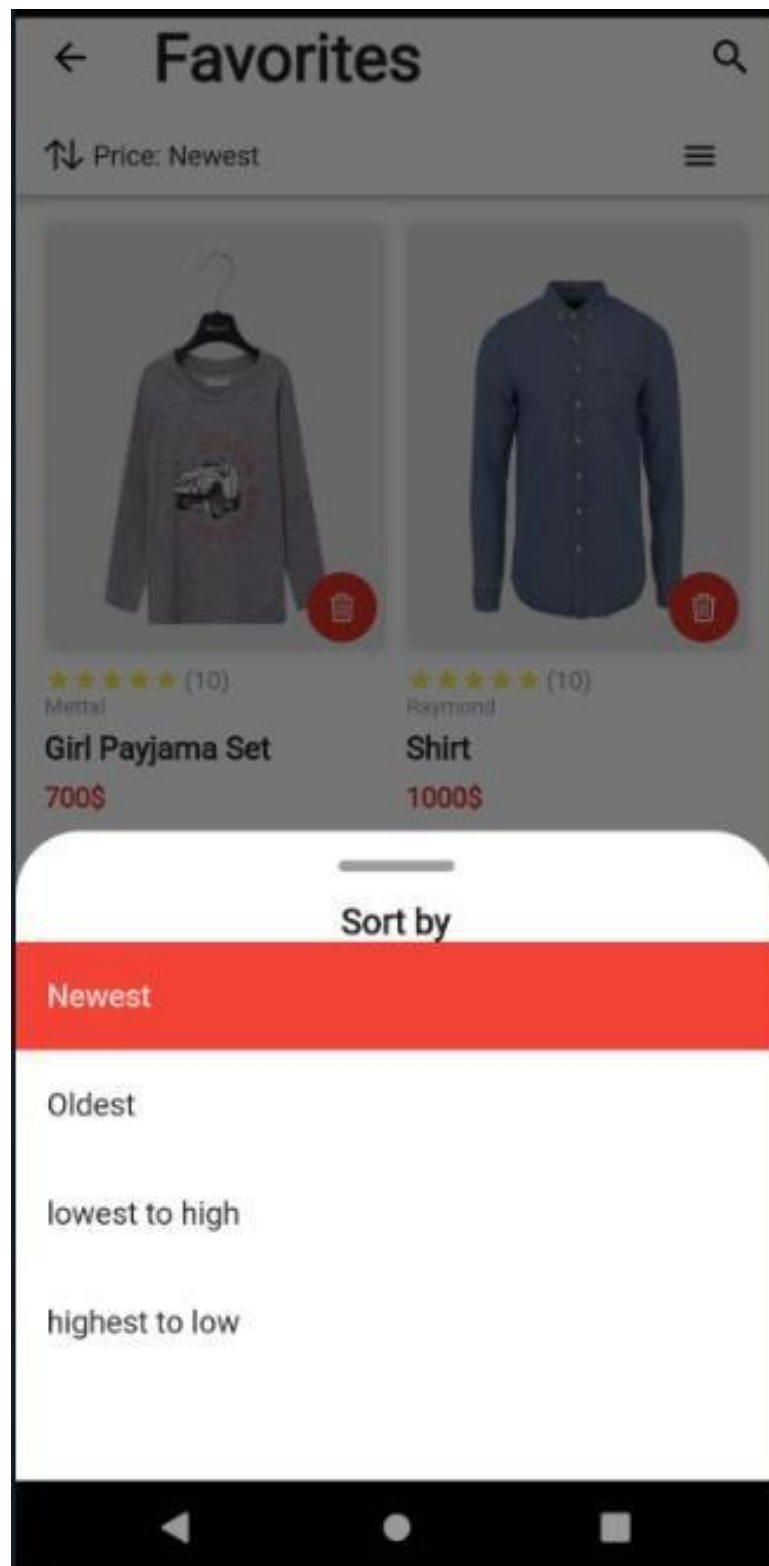 Favorites
Price: Newest
(10)
(10)
Mettal
Raymond
Girl Payjama Set
Shirt
700$
1000$
Sort by
Newest
Oldest
lowest to high
highest to low